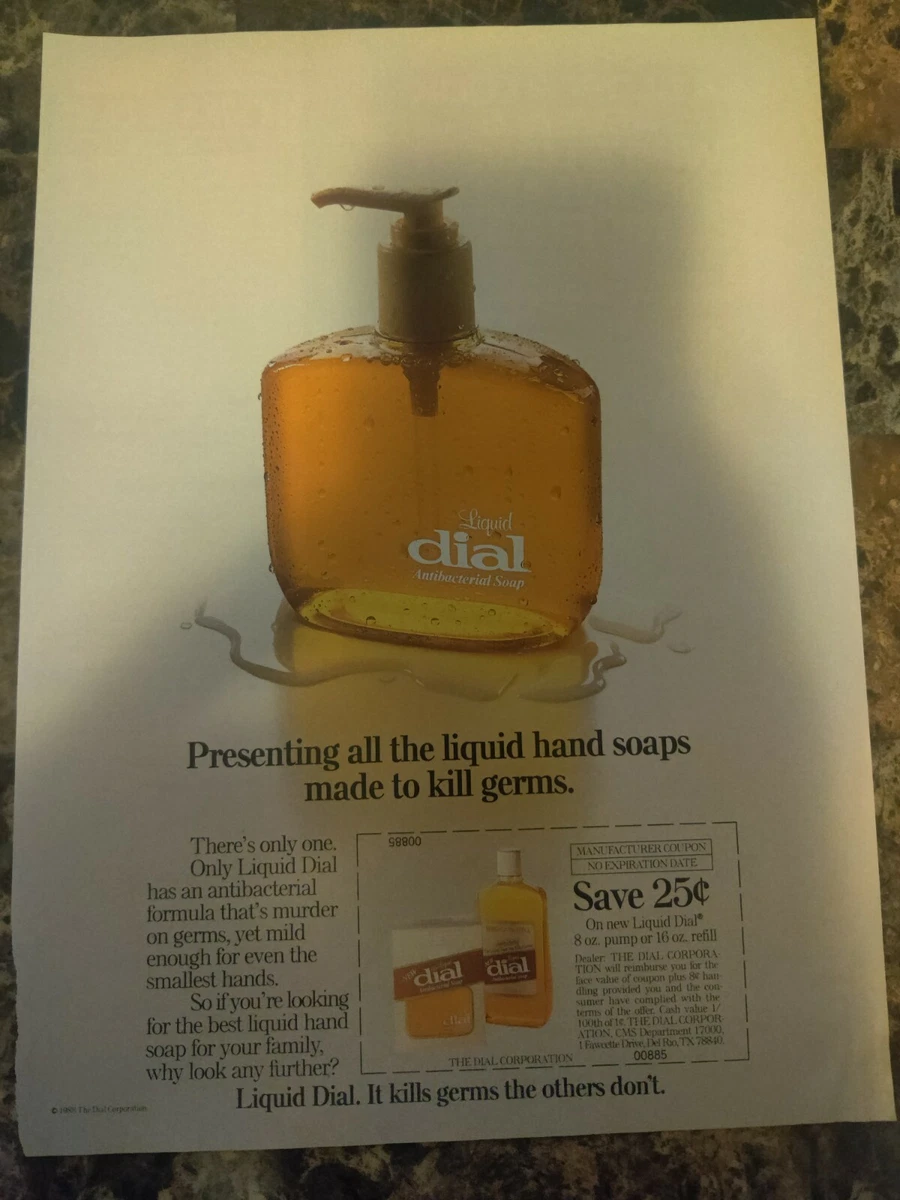 Liquid
dial
Antibacterial Soap
Presenting all the liquid hand soaps
made to kill germs.
There's only one.
Only Liquid Dial
has an antibacterial
formula that's murder
on germs, yet mild
enough for even the
smallest hands.
So if you're looking
for the best liquid hand
soap for your family,
why look any further?
00885
dial
dial
THE DIAL CORPORATION
MANUFACTURER COUPON
NO EXPIRATION DATE
Save 25¢
On new Liquid Dial®
8 oz. pump or 16 oz. refill
Dealer: THE DIAL CORPORA-
TION will reimburse you for the
face value of coupon plus 8¢ han-
dling provided you and the con-
sumer have complied with the
terms of the offer. Cash value 1/
100th of 1¢. THE DIAL CORPOR-
ATION, CMS Department 17000,
1 Fawcette Drive, Del Rio, TX 78840.
00885
Liquid Dial. It kills germs the others don't.
The Dial Corporation